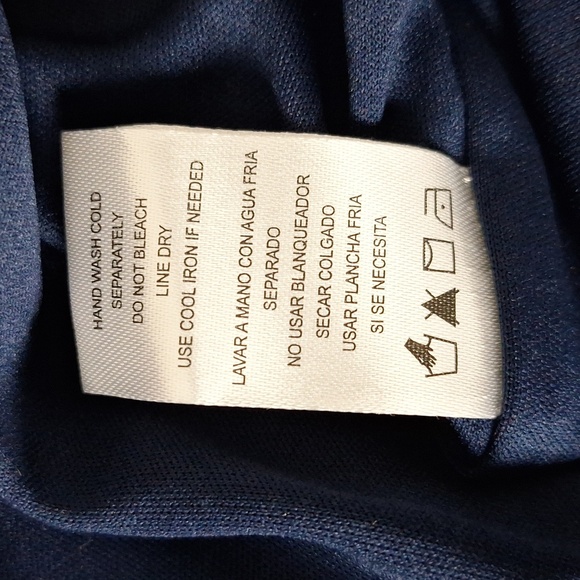 HAND WASH COLD
SEPARATELY
DO NOT BLEACH
LINE DRY
USE COOL IRON IF NEEDED
LAVAR A MANO CON AGUA FRIA
SEPARADO
NO USAR BLANQUEADOR
SECAR COLGADO
USAR PLANCHA FRIA
SI SE NECESITA